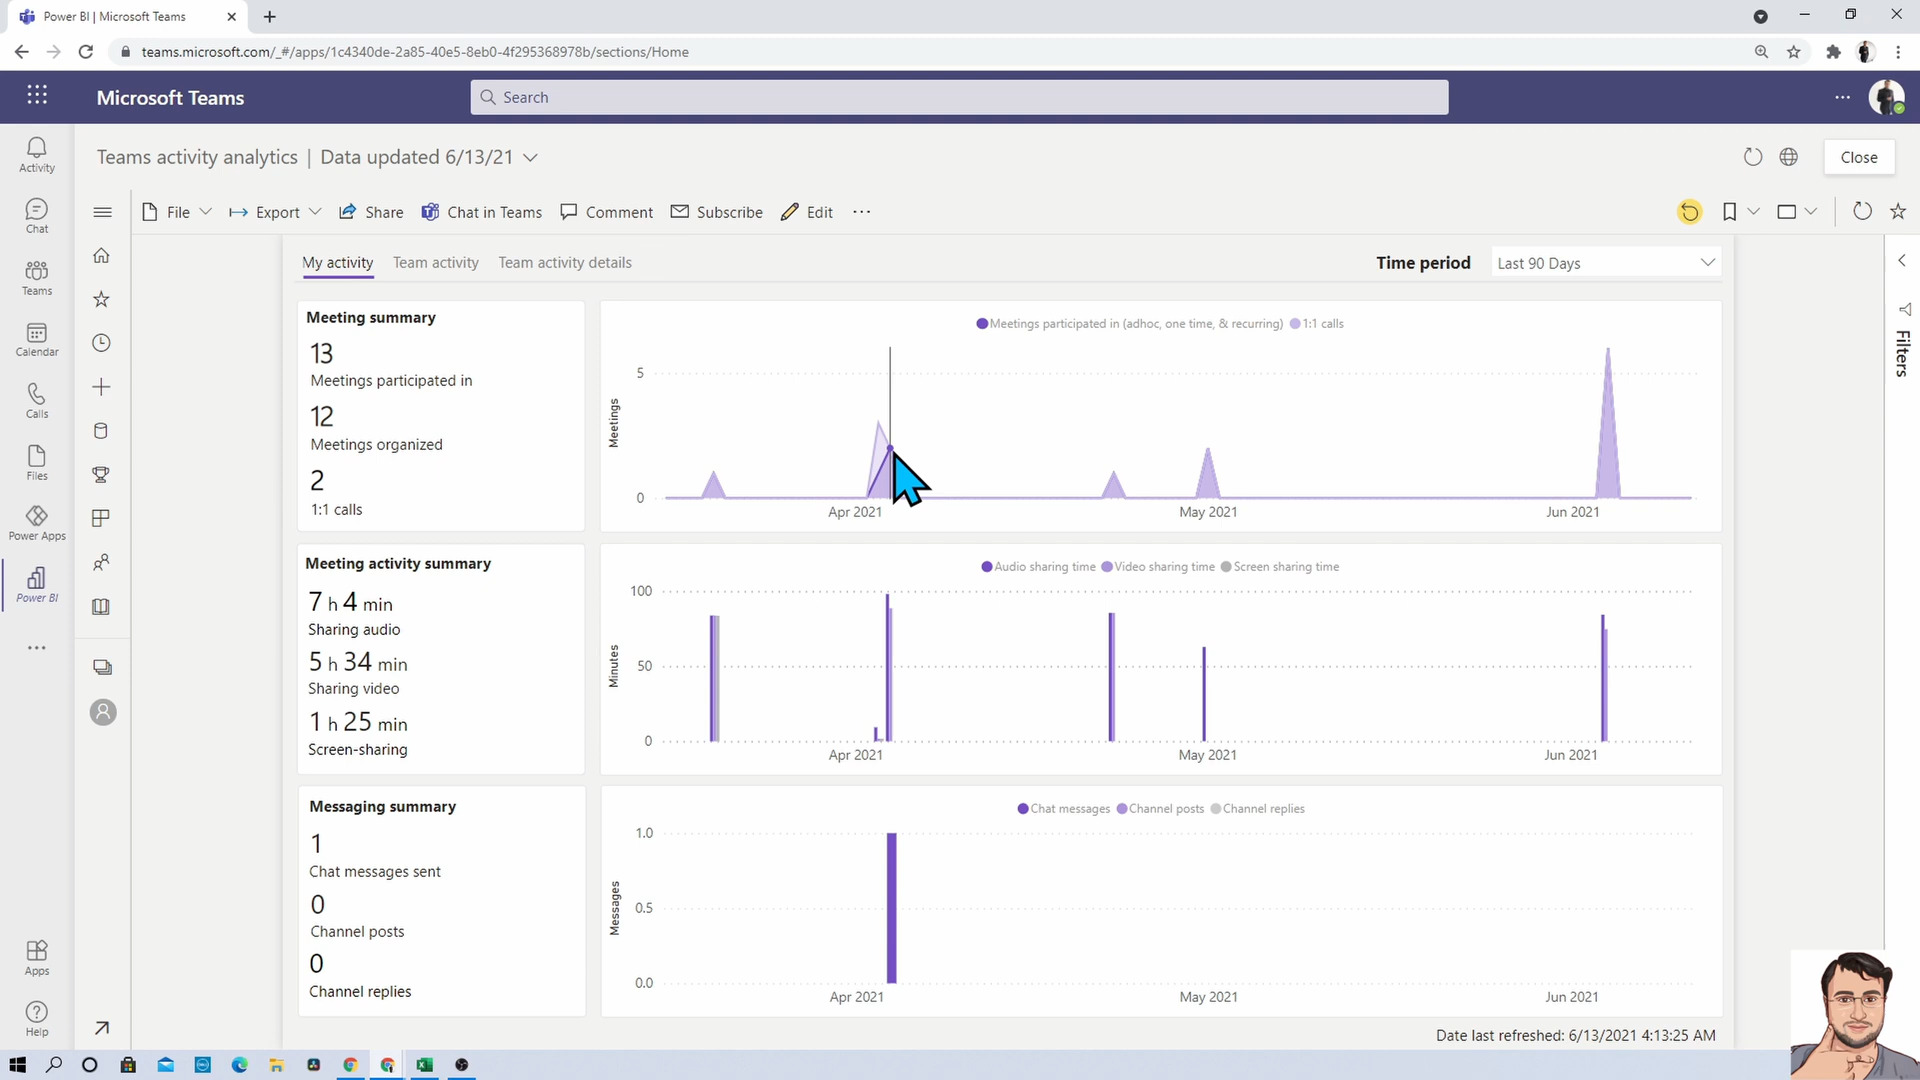 Power BI | Microsoft Teams
teams.microsoft.com/_#/apps/1c4340de-2a85-40e5-8eb0-4f295368978b/sections/Home
Microsoft Teams
Search
Activity
Chat
Teams
Calendar
Calls
Files
Power Apps
Power BI
Apps
Help
Teams activity analytics | Data updated 6/13/21
Close
File Export Share Chat in Teams Comment Subscribe Edit
My activity Team activity Team activity details
Time period Last 90 Days
Filters
Meeting summary
13
Meetings participated in
12
Meetings organized
2
1:1 calls
Meetings participated in (adhoc, one time, & recurring) 1:1 calls
Meetings
5
0
Apr 2021 May 2021 Jun 2021
Meeting activity summary
7 h 4 min
Sharing audio
5 h 34 min
Sharing video
1 h 25 min
Screen-sharing
Audio sharing time Video sharing time Screen sharing time
Minutes
100
50
0
Apr 2021 May 2021 Jun 2021
Messaging summary
1
Chat messages sent
0
Channel posts
0
Channel replies
Chat messages Channel posts Channel replies
Messages
1.0
0.5
0.0
Apr 2021 May 2021 Jun 2021
Date last refreshed: 6/13/2021 4:13:25 AM